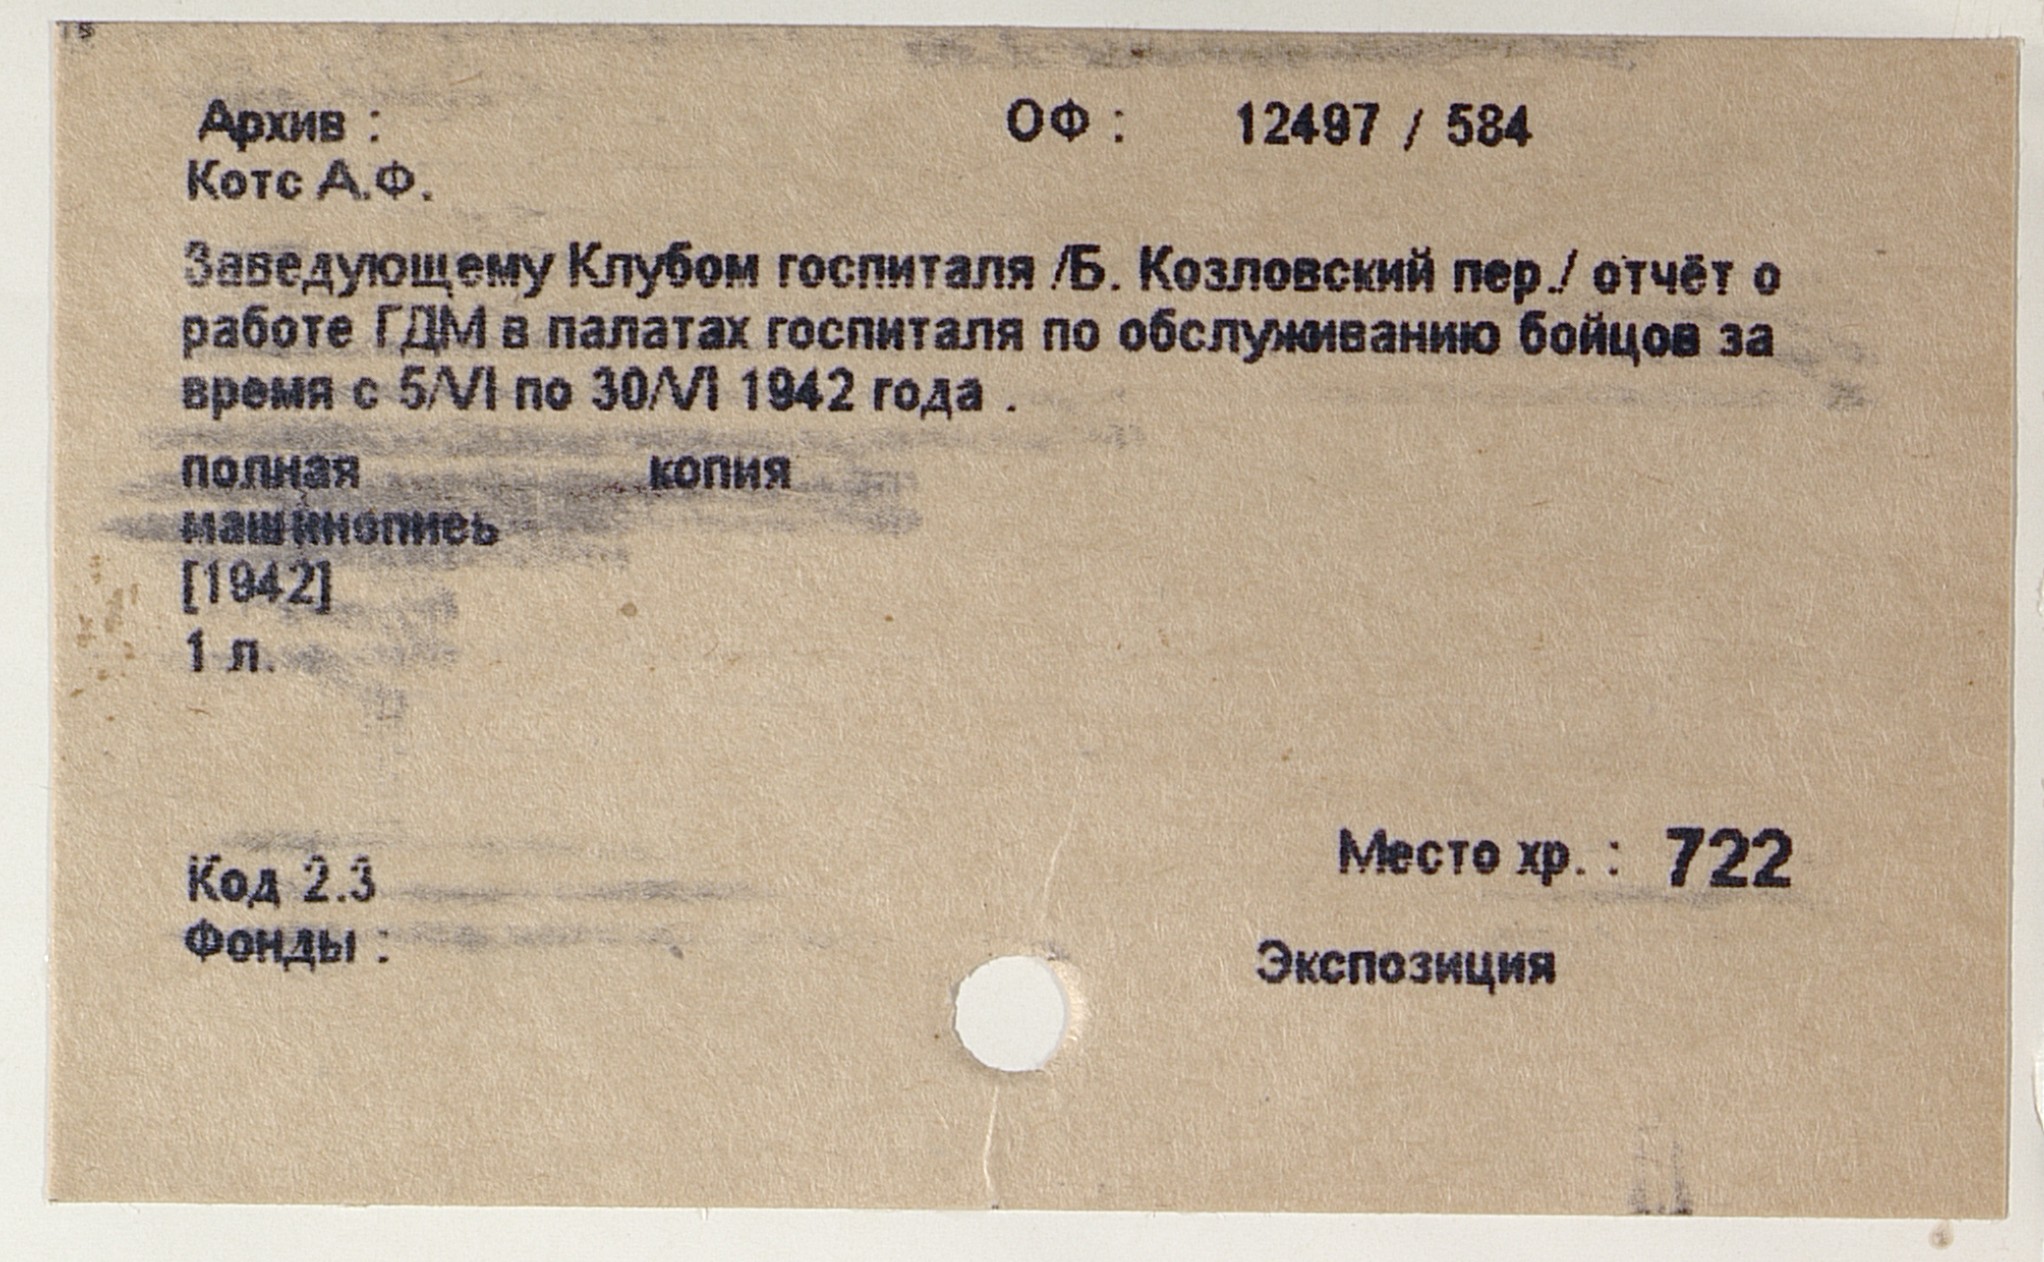 Архив : ОФ : 12497 / 584
Котс А.Ф.
Заведующему Клубом госпиталя /Б. Козловский пер./ отчёт о
работе ГДМ в палатах госпиталя по обслуживанию бойцов за
время с 5/VI по 30/VI 1942 года .
полная копия
машинопись
[1942]
1 л.
Место хр. : 722
Код 2.3
Фонды :
Экспозиция